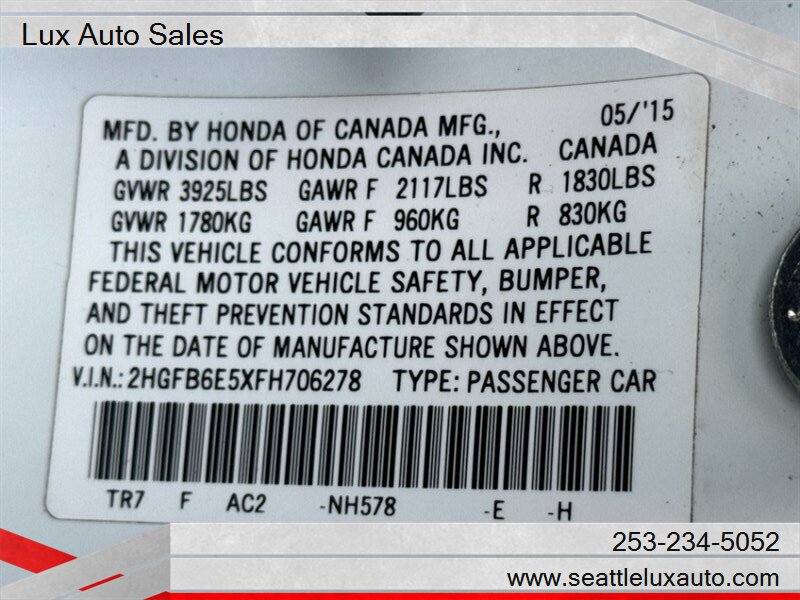 Lux Auto Sales
MFD. BY HONDA OF CANADA MFG., 05/'15
A DIVISION OF HONDA CANADA INC. CANADA
GVWR 3925LBS GAWR F 2117LBS R 1830LBS
GVWR 1780KG GAWR F 960KG R 830KG
THIS VEHICLE CONFORMS TO ALL APPLICABLE
FEDERAL MOTOR VEHICLE SAFETY, BUMPER,
AND THEFT PREVENTION STANDARDS IN EFFECT
ON THE DATE OF MANUFACTURE SHOWN ABOVE.
V.I.N.: 2HGFB6E5XFH706278 TYPE: PASSENGER CAR
TR7 F AC2 -NH578 -E -H
253-234-5052
www.seattleluxauto.com